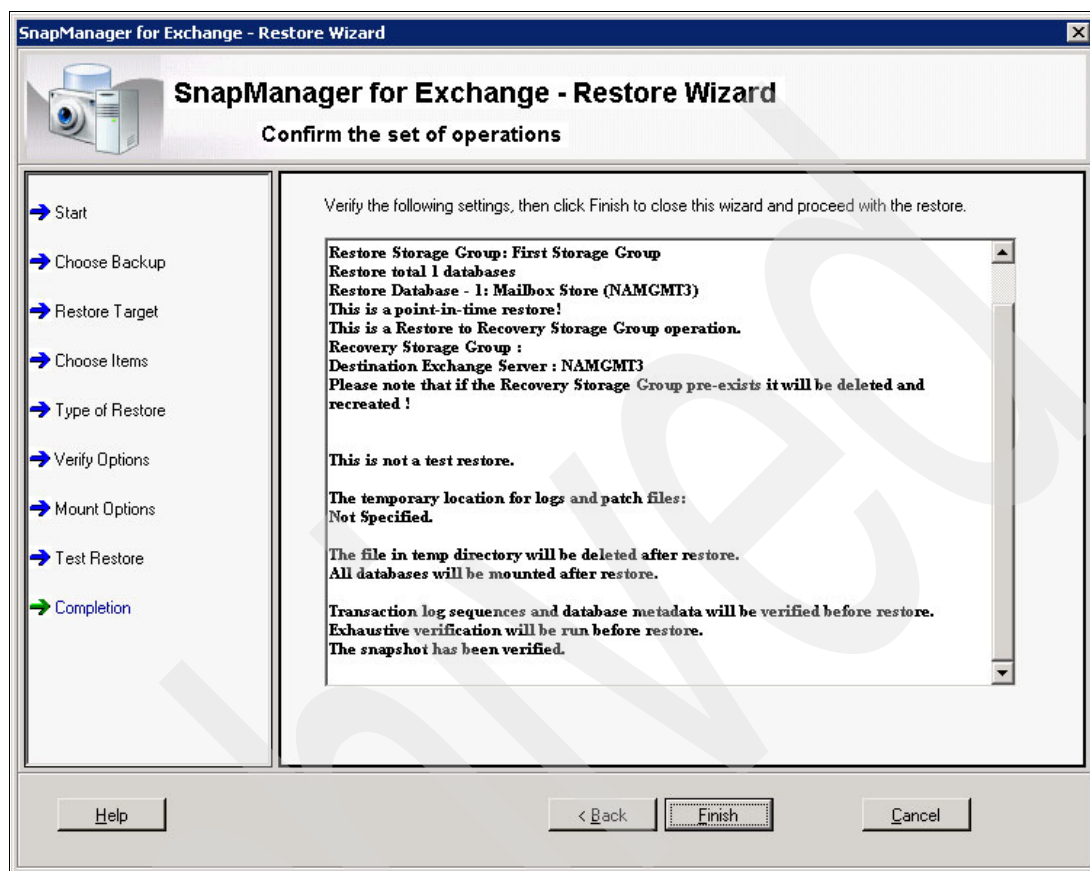 SnapManager for Exchange - Restore Wizard
SnapManager for Exchange - Restore Wizard
Confirm the set of operations
Start
Choose Backup
Restore Target
Choose Items
Type of Restore
Verify Options
Mount Options
Test Restore
Completion
Verify the following settings, then click Finish to close this wizard and proceed with the restore.
Restore Storage Group: First Storage Group
Restore total 1 databases
Restore Database - 1: Mailbox Store (NAMGMT3)
This is a point-in-time restore!
This is a Restore to Recovery Storage Group operation.
Recovery Storage Group :
Destination Exchange Server : NAMGMT3
Please note that if the Recovery Storage Group pre-exists it will be deleted and
recreated !
This is not a test restore.
The temporary location for logs and patch files:
Not Specified.
The file in temp directory will be deleted after restore.
All databases will be mounted after restore.
Transaction log sequences and database metadata will be verified before restore.
Exhaustive verification will be run before restore.
The snapshot has been verified.
Help
< Back
Finish
Cancel